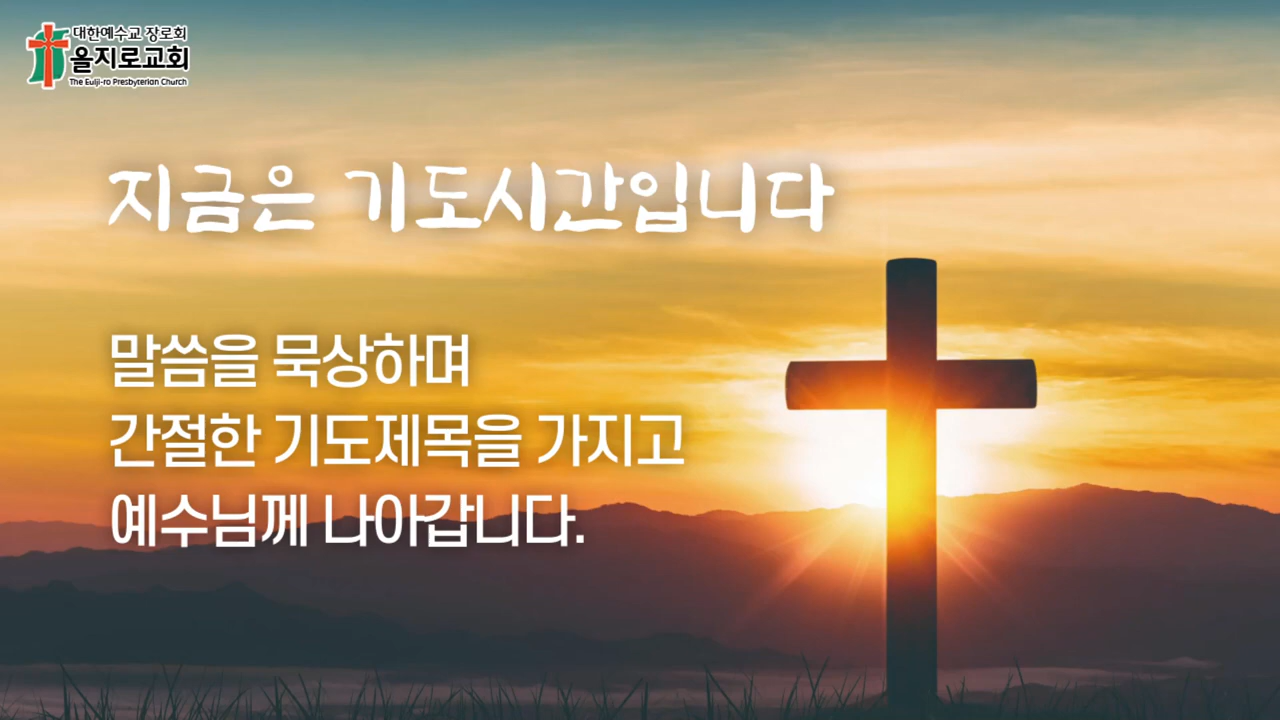 대한예수교 장로회
을지로교회
The Eulji-ro Presbyterian Church
지금은 기도시간입니다
말씀을 묵상하며
간절한 기도제목을 가지고
예수님께 나아갑니다.